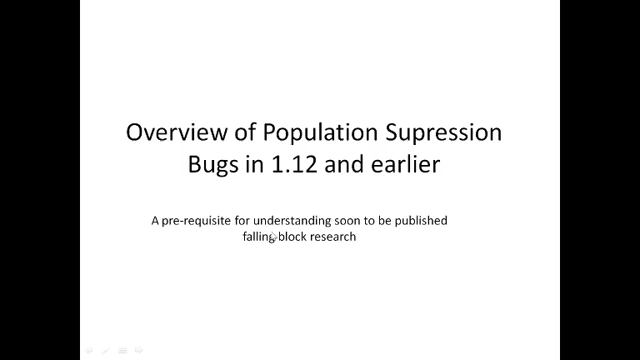 Overview of Population Supression
Bugs in 1.12 and earlier
A pre-requisite for understanding soon to be published
falling-block research